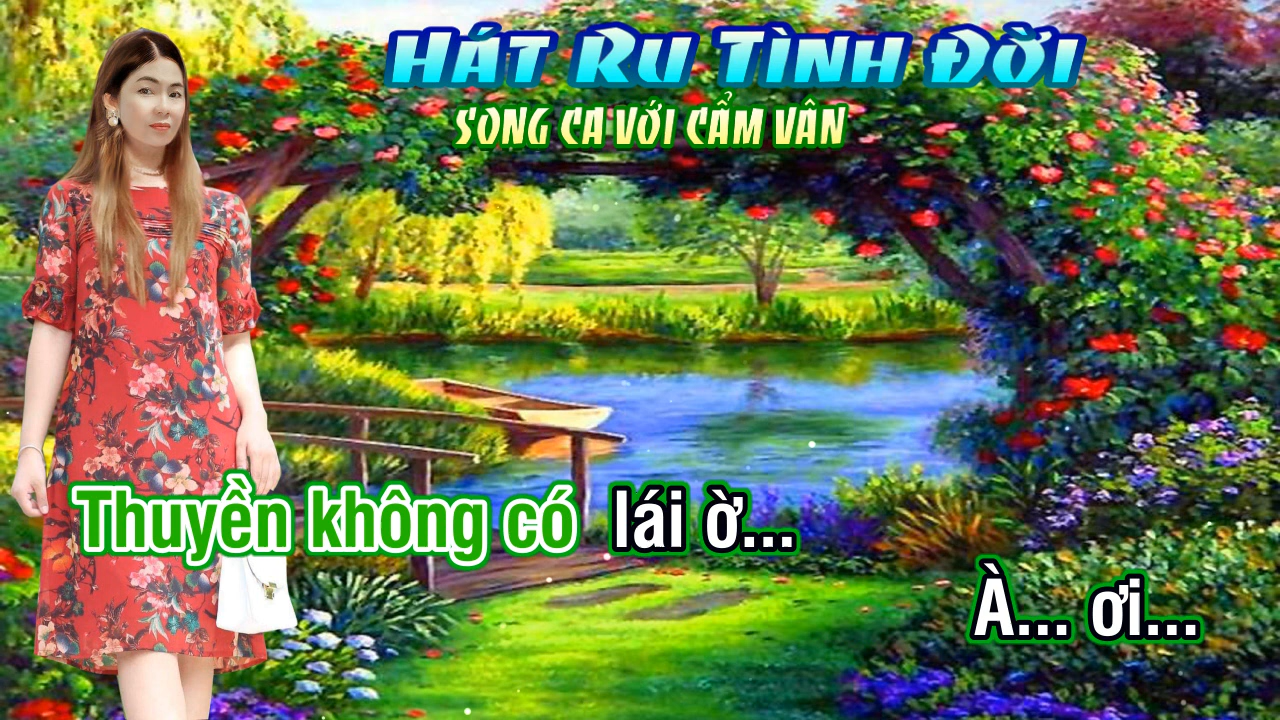 Hát Ru Tình Đời
SONG CA VỚI CẨM VÂN
Thuyền không có lái ờ...
À... ơi...